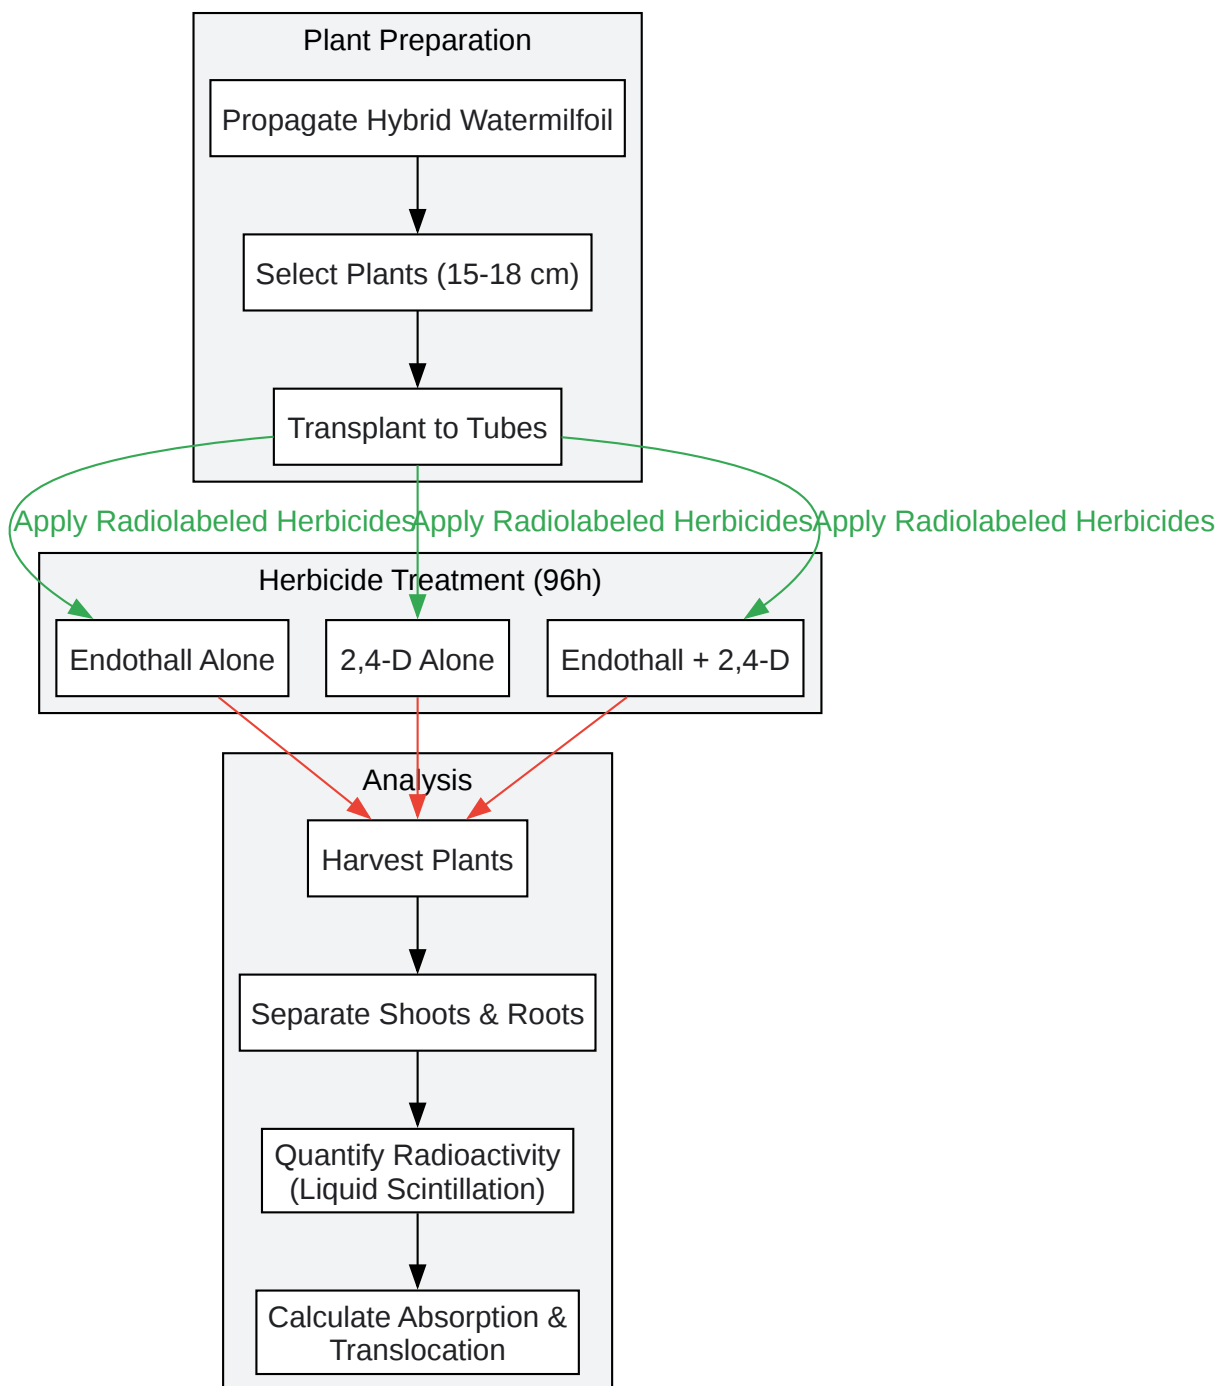 Plant Preparation
Propagate Hybrid Watermilfoil
Select Plants (15-18 cm)
Transplant to Tubes
Apply Radiolabeled Herbicides
Apply Radiolabeled Herbicides
Apply Radiolabeled Herbicides
Herbicide Treatment (96h)
Endothall Alone
2,4-D Alone
Endothall + 2,4-D
Analysis
Harvest Plants
Separate Shoots & Roots
Quantify Radioactivity
(Liquid Scintillation)
Calculate Absorption &
Translocation